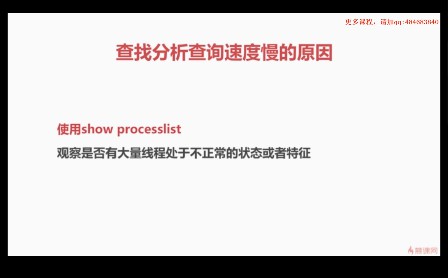 更多课程，请加qq:484683840
查找分析查询速度慢的原因
使用show processlist
观察是否有大量线程处于不正常的状态或者特征
慕课网